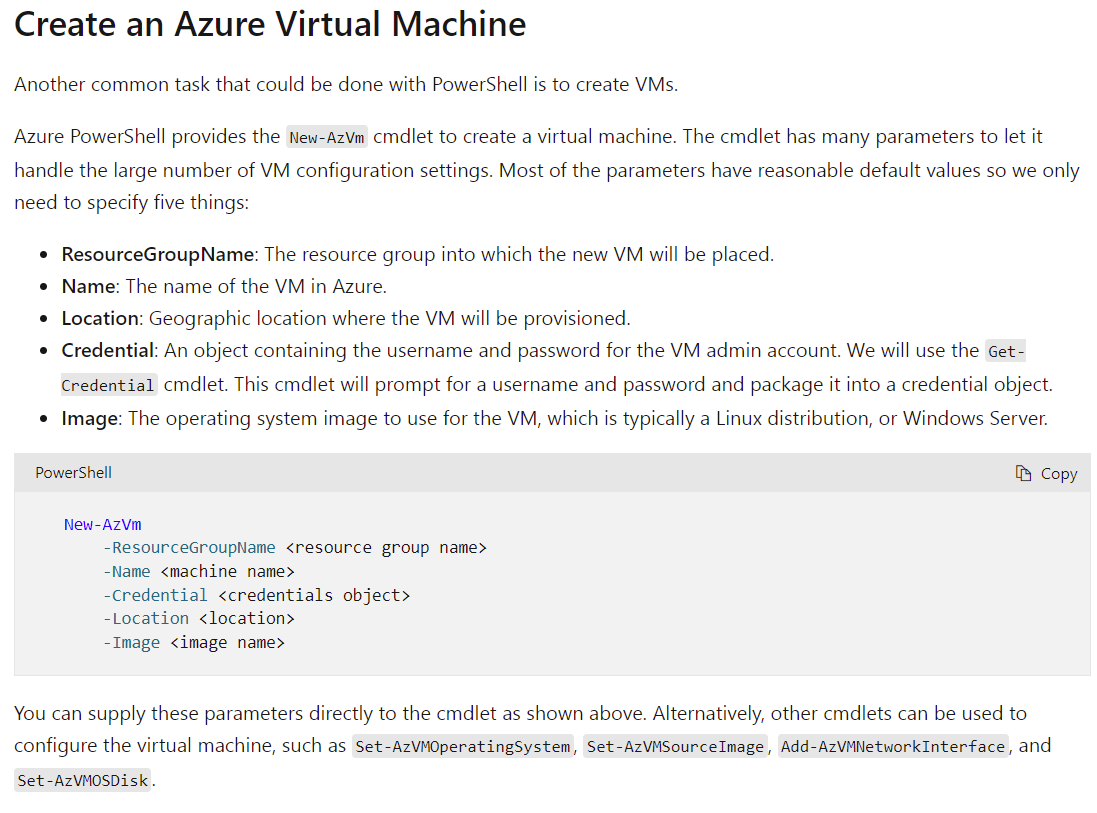 Create an Azure Virtual Machine
Another common task that could be done with PowerShell is to create VMs.
Azure PowerShell provides the New-AzVm cmdlet to create a virtual machine. The cmdlet has many parameters to let it
handle the large number of VM configuration settings. Most of the parameters have reasonable default values so we only
need to specify five things:
• ResourceGroupName: The resource group into which the new VM will be placed.
• Name: The name of the VM in Azure.
• Location: Geographic location where the VM will be provisioned.
• Credential: An object containing the username and password for the VM admin account. We will use the Get-
Credential cmdlet. This cmdlet will prompt for a username and password and package it into a credential object.
• Image: The operating system image to use for the VM, which is typically a Linux distribution, or Windows Server.
PowerShell Copy
New-AzVm
-ResourceGroupName <resource group name>
-Name <machine name>
-Credential <credentials object>
-Location <location>
-Image <image name>
You can supply these parameters directly to the cmdlet as shown above. Alternatively, other cmdlets can be used to
configure the virtual machine, such as Set-AzVMOperatingSystem, Set-AzVMSourceImage, Add-AzVMNetworkInterface, and
Set-AzVMOSDisk.